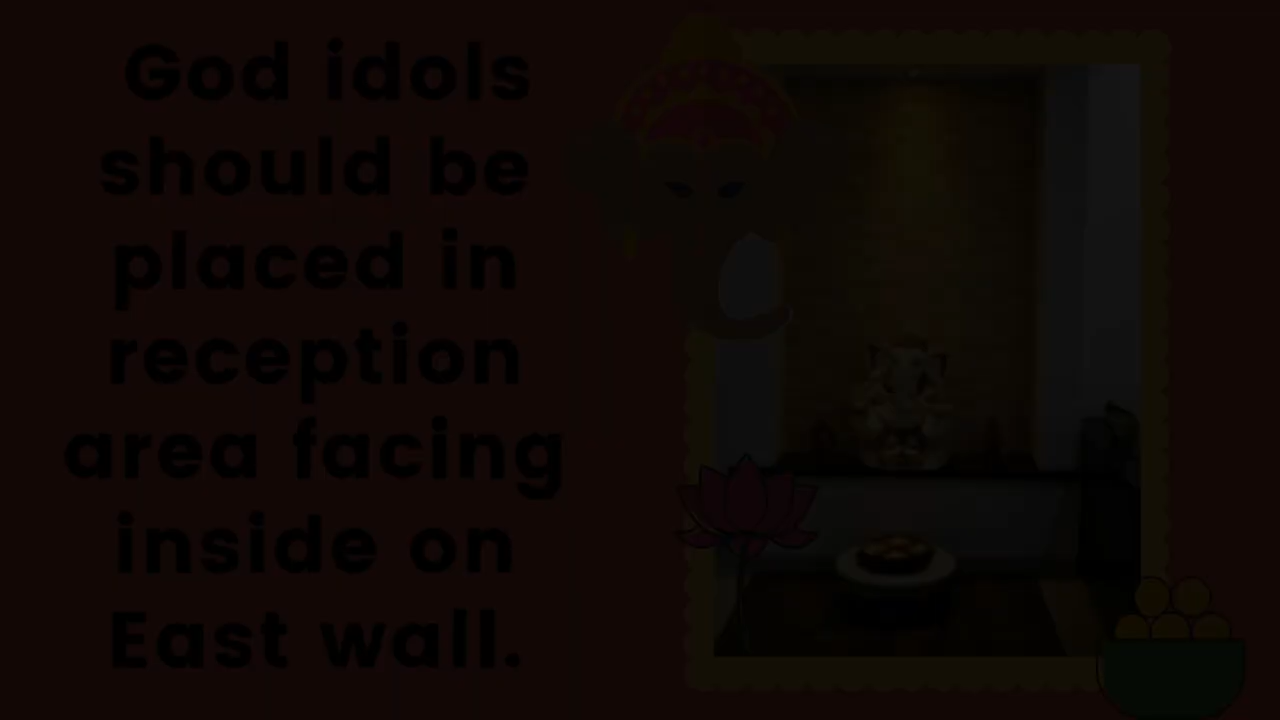 God idols
should be
placed in
reception
area facing
inside on
East wall.